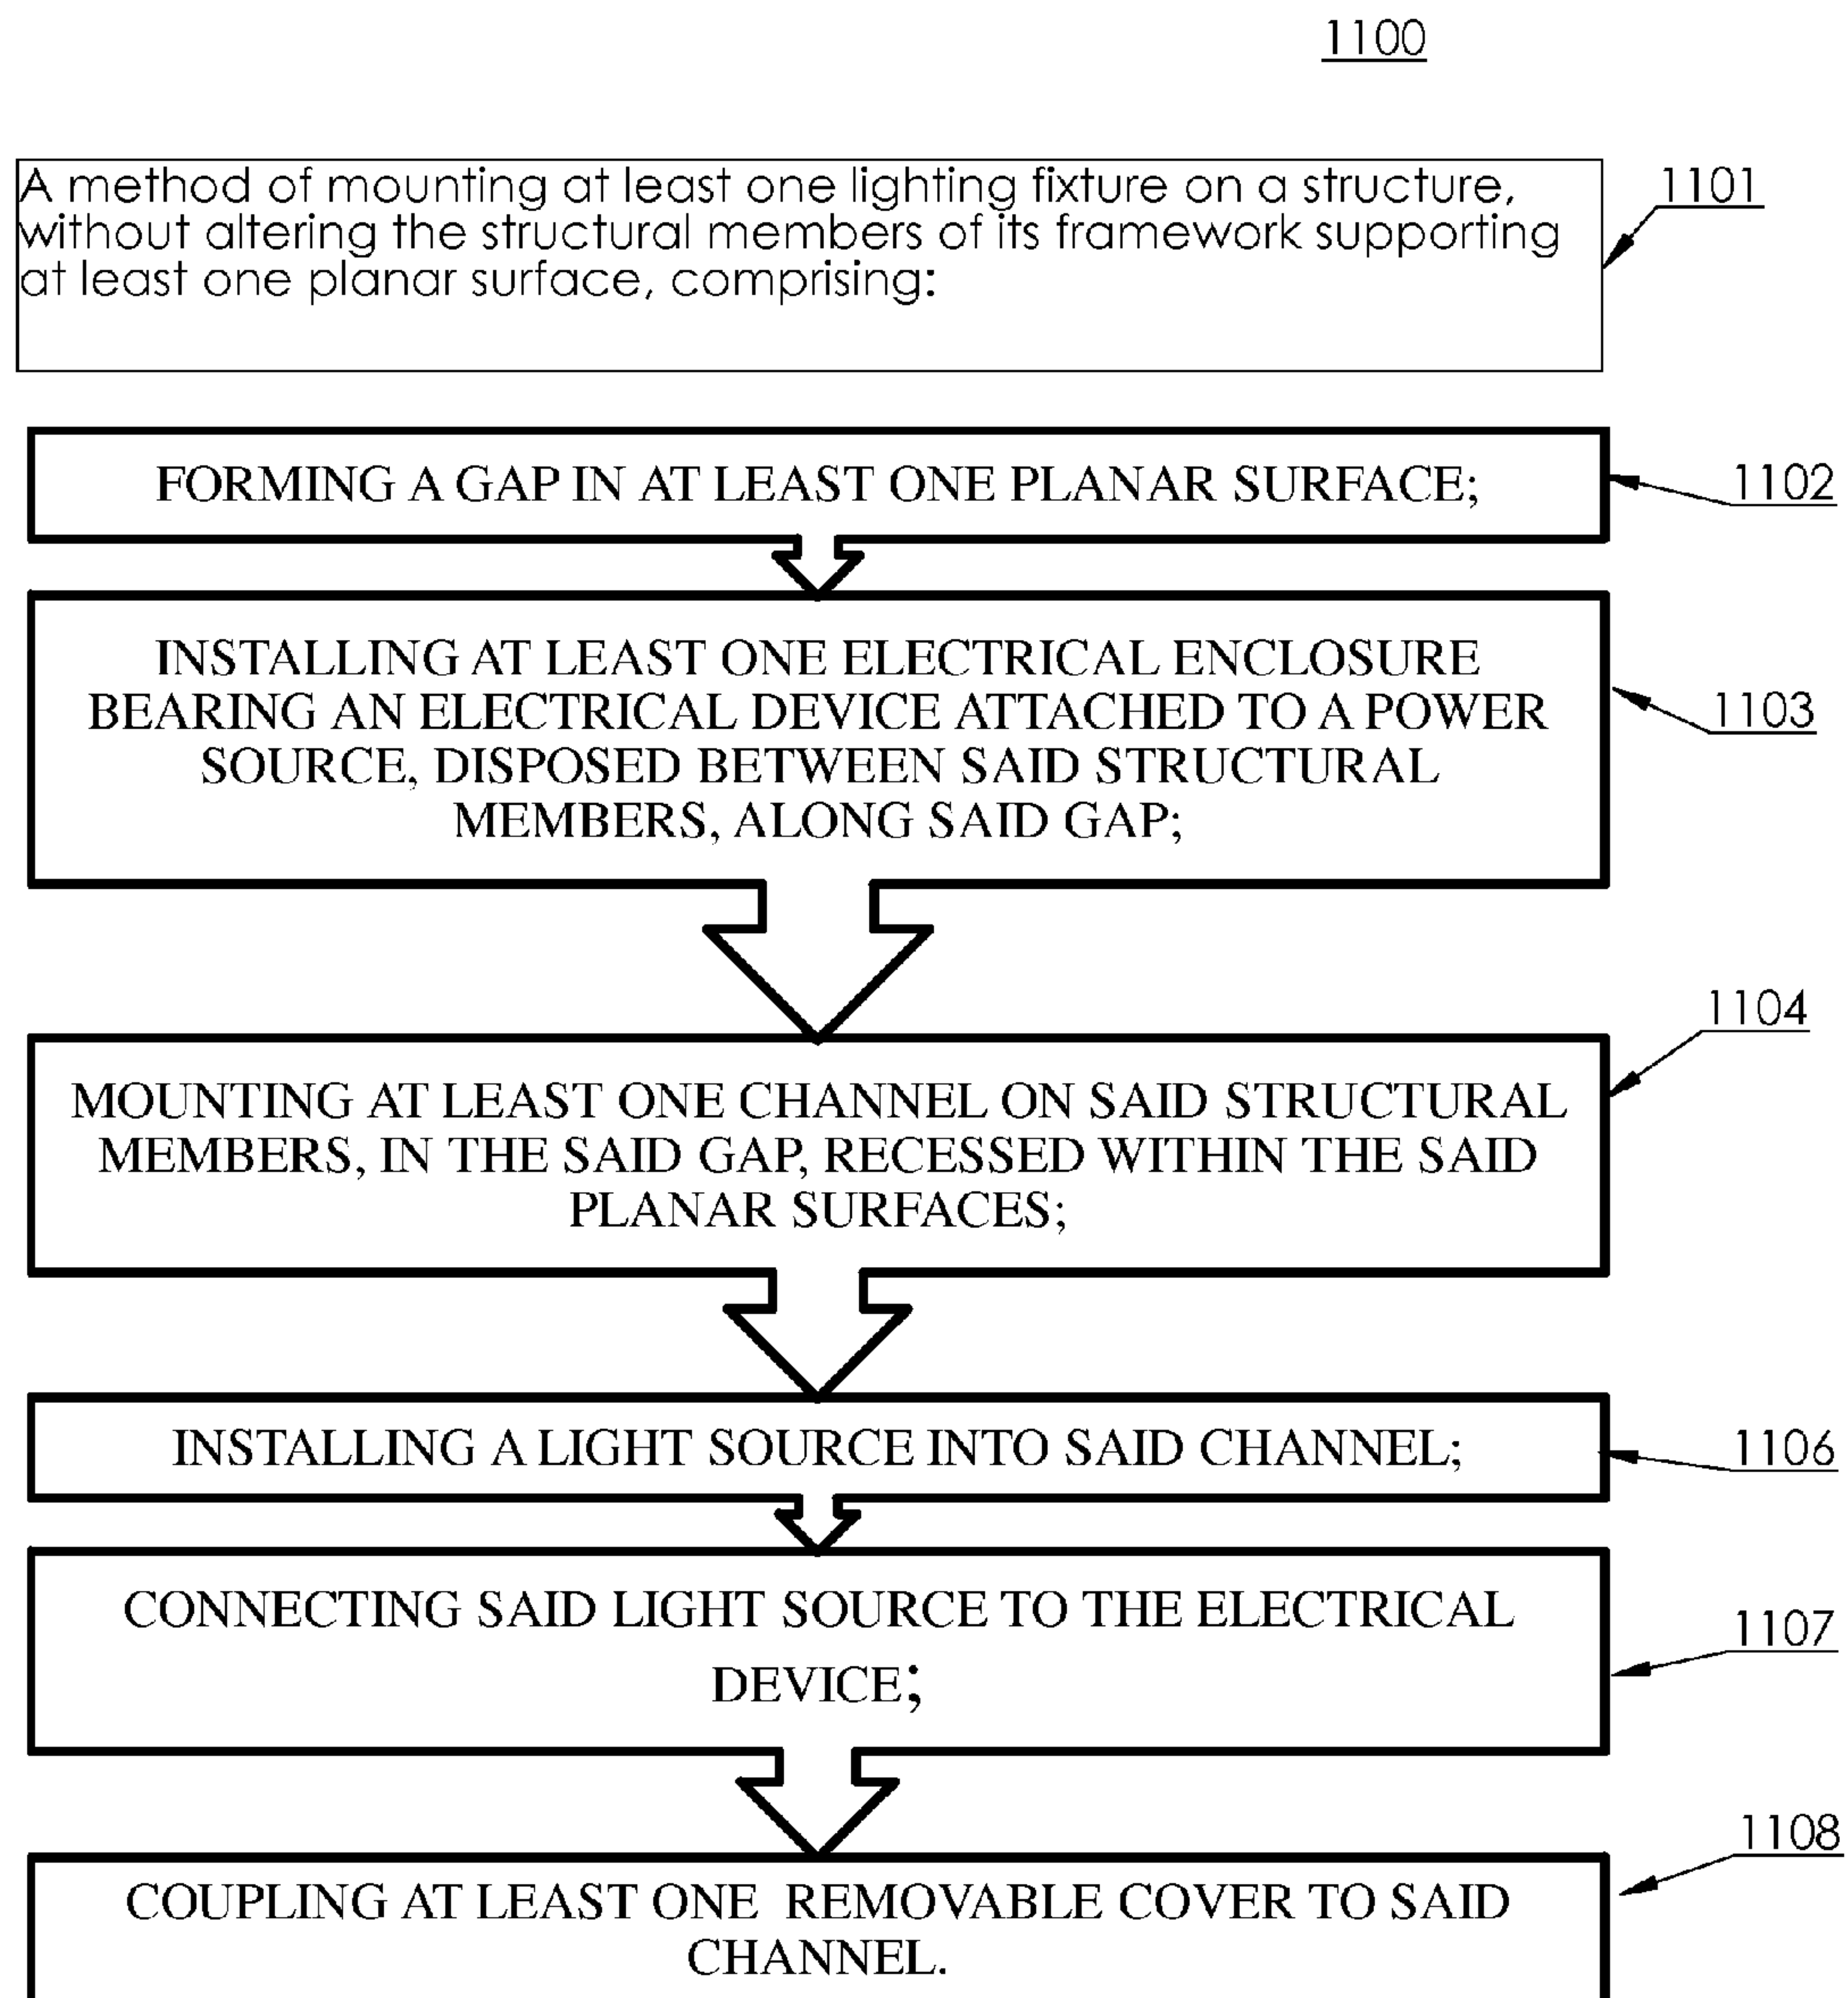 1100
A method of mounting at least one lighting fixture on a structure,
without altering the structural members of its framework supporting
at least one planar surface, comprising:
1101
FORMING A GAP IN AT LEAST ONE PLANAR SURFACE;
1102
INSTALLING AT LEAST ONE ELECTRICAL ENCLOSURE
BEARING AN ELECTRICAL DEVICE ATTACHED TO A POWER
SOURCE, DISPOSED BETWEEN SAID STRUCTURAL
MEMBERS, ALONG SAID GAP;
1103
MOUNTING AT LEAST ONE CHANNEL ON SAID STRUCTURAL
MEMBERS, IN THE SAID GAP, RECESSED WITHIN THE SAID
PLANAR SURFACES;
1104
INSTALLING A LIGHT SOURCE INTO SAID CHANNEL;
1106
CONNECTING SAID LIGHT SOURCE TO THE ELECTRICAL
DEVICE;
1107
COUPLING AT LEAST ONE REMOVABLE COVER TO SAID
CHANNEL.
1108